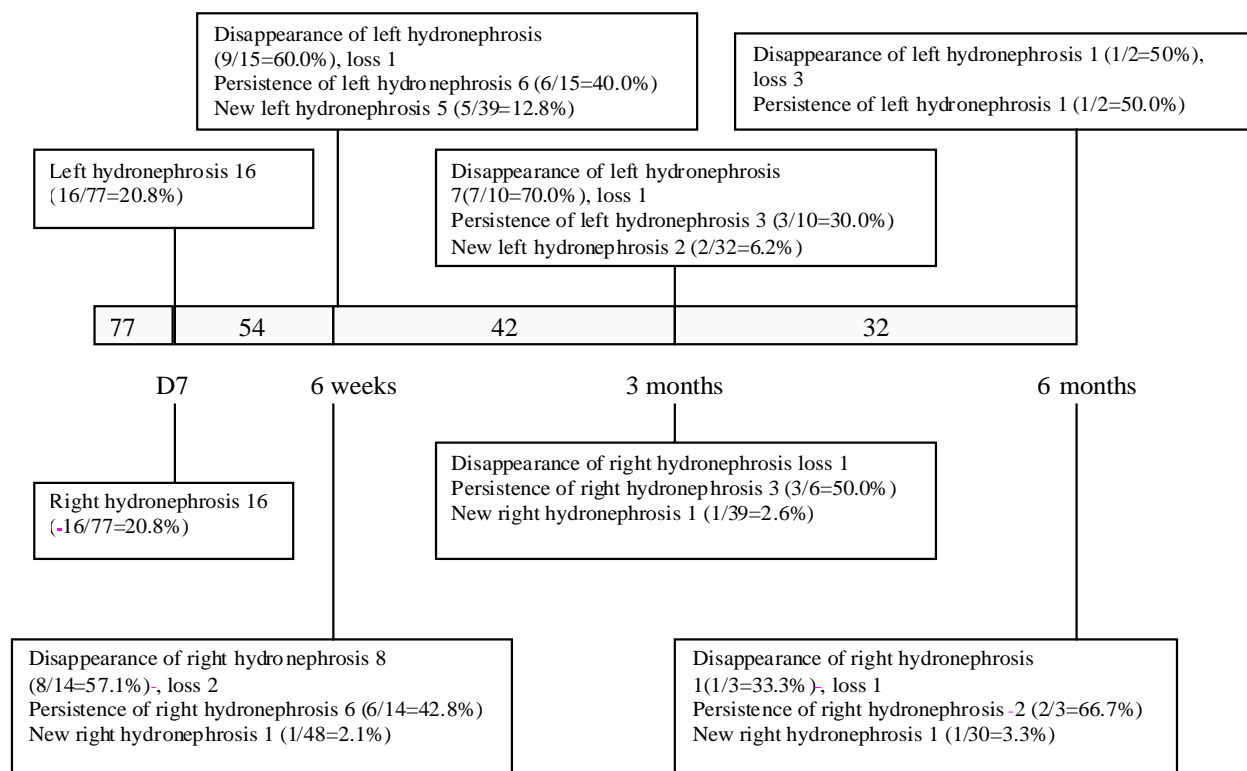 Disappearance of left hydronephrosis
(9/15=60.0%), loss 1
Persistence of left hydronephrosis 6 (6/15=40.0%)
New left hydronephrosis 5 (5/39=12.8%)
Disappearance of left hydronephrosis 1 (1/2=50%),
loss 3
Persistence of left hydronephrosis 1 (1/2=50.0%)
Left hydronephrosis 16
(16/77=20.8%)
Disappearance of left hydronephrosis
7(7/10=70.0%), loss 1
Persistence of left hydronephrosis 3 (3/10=30.0%)
New left hydronephrosis 2 (2/32=6.2%)
77 54 42 32
D7 6 weeks 3 months 6 months
Disappearance of right hydronephrosis loss 1
Persistence of right hydronephrosis 3 (3/6=50.0%)
New right hydronephrosis 1 (1/39=2.6%)
Right hydronephrosis 16
(-16/77=20.8%)
Disappearance of right hydronephrosis 8
(8/14=57.1%)-, loss 2
Persistence of right hydronephrosis 6 (6/14=42.8%)
New right hydronephrosis 1 (1/48=2.1%)
Disappearance of right hydronephrosis
1(1/3=33.3%)-, loss 1
Persistence of right hydronephrosis -2 (2/3=66.7%)
New right hydronephrosis 1 (1/30=3.3%)